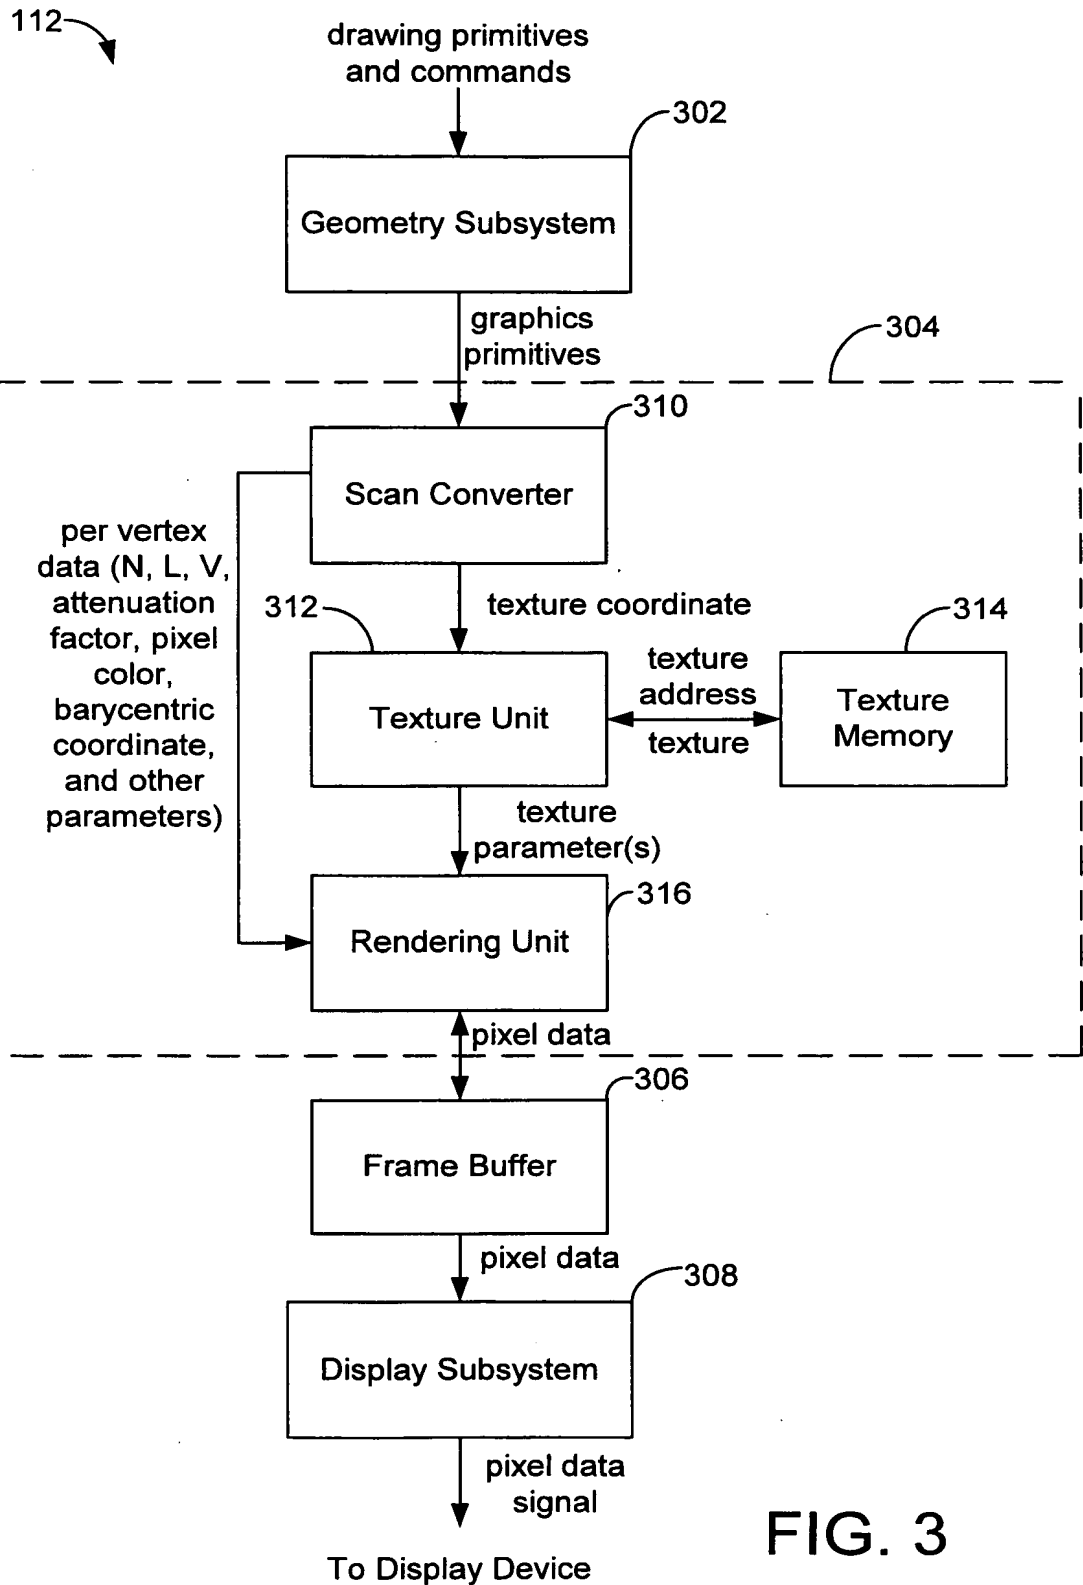 112
drawing primitives
and commands
302
Geometry Subsystem
graphics
primitives
304
310
Scan Converter
per vertex
data (N, L, V,
attenuation
factor, pixel
color,
barycentric
coordinate,
and other
parameters)
texture coordinate
312
314
Texture Unit
texture
address
texture
Texture
Memory
texture
parameter(s)
316
Rendering Unit
pixel data
306
Frame Buffer
pixel data
308
Display Subsystem
pixel data
signal
To Display Device
FIG. 3